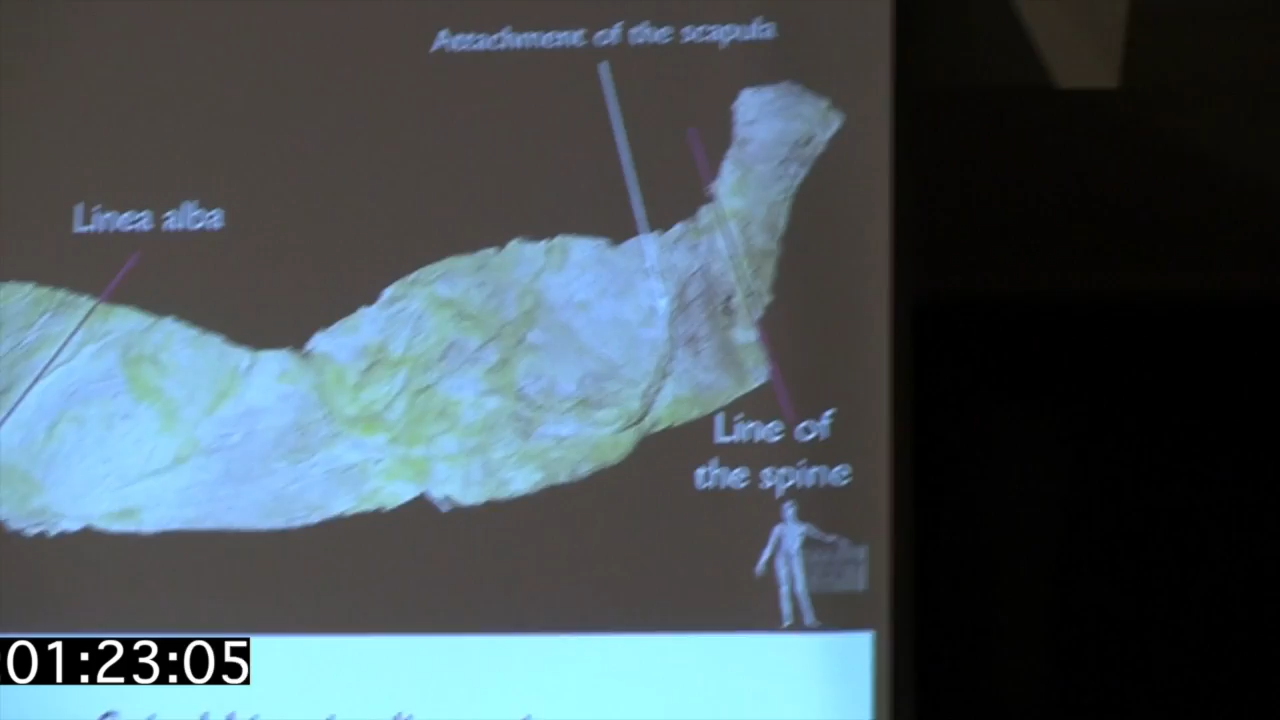 Attachment of the scapula
Linea alba
Line of
the spine
:01:23:05